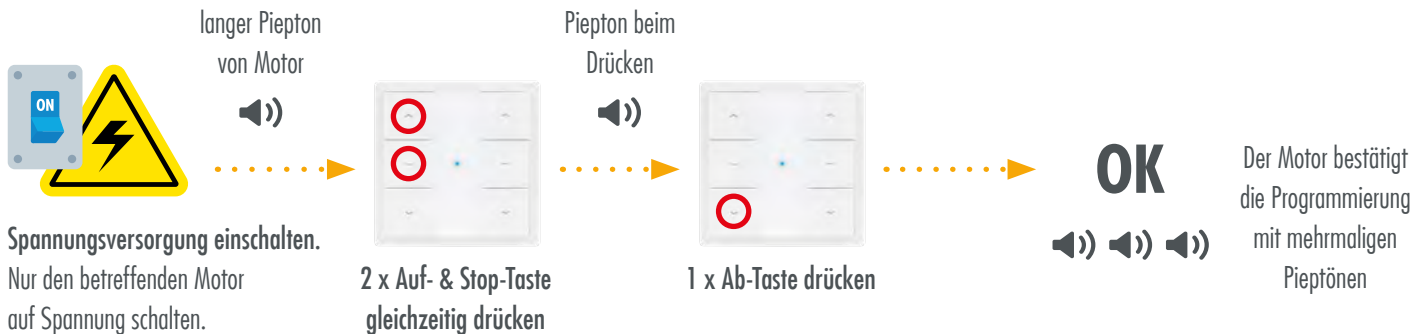 langer Piepton
von Motor
Piepton beim
Drücken
ON
OK
Der Motor bestätigt
die Programmierung
mit mehrmaligen
Pieptönen
Spannungsversorgung einschalten.
Nur den betreffenden Motor
auf Spannung schalten.
2 x Auf- & Stop-Taste
gleichzeitig drücken
1 x Ab-Taste drücken